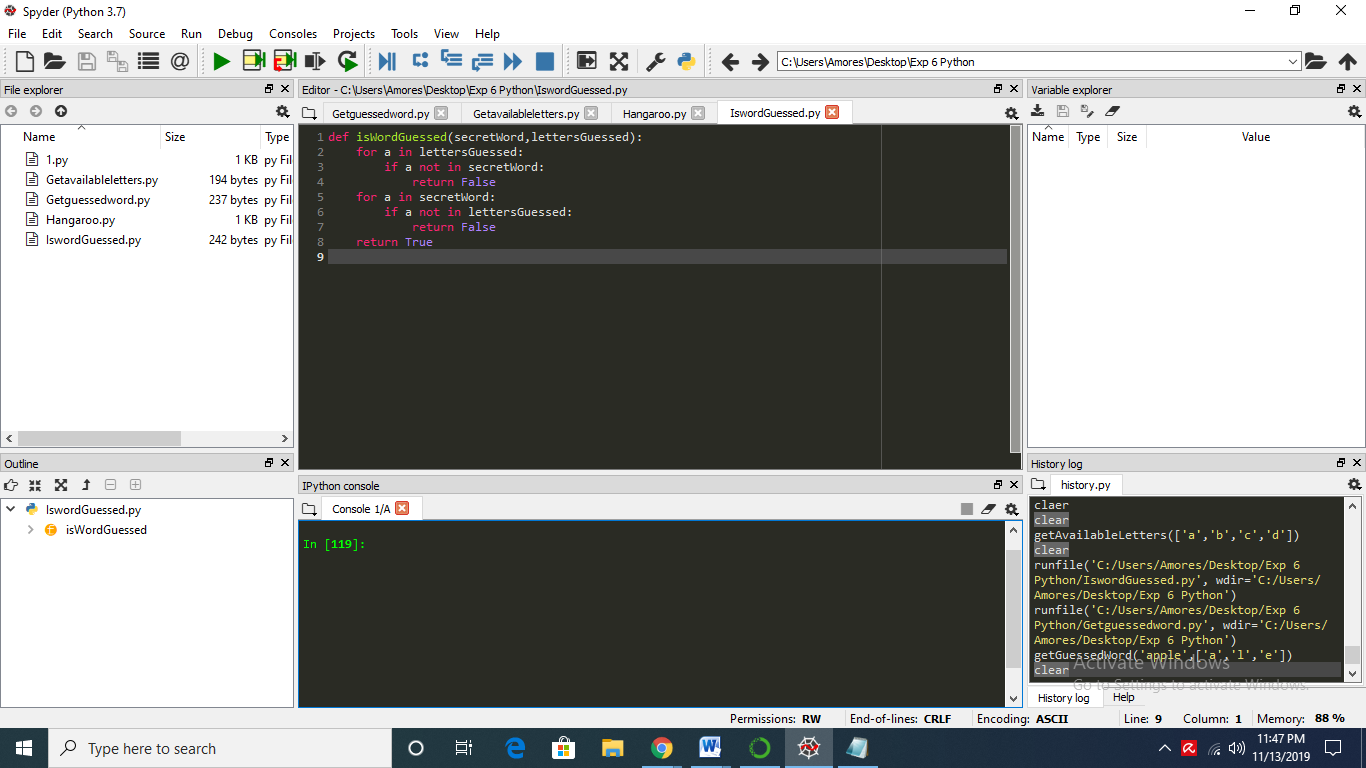 Spyder (Python 3.7)
File Edit Search Source Run Debug Consoles Projects Tools View Help
C:\Users\Amores\Desktop\Exp 6 Python
File explorer
Name Size Type
1.py 1 KB py Fil
Getavailableletters.py 194 bytes py Fil
Getguessedword.py 237 bytes py Fil
Hangaroo.py 1 KB py Fil
IswordGuessed.py 242 bytes py Fil
Outline
IswordGuessed.py
isWordGuessed
Editor - C:\Users\Amores\Desktop\Exp 6 Python\IswordGuessed.py
Getguessedword.py Getavailableletters.py Hangaroo.py IswordGuessed.py
1 def isWordGuessed(secretWord,lettersGuessed):
2     for a in lettersGuessed:
3         if a not in secretWord:
4             return False
5     for a in secretWord:
6         if a not in lettersGuessed:
7             return False
8     return True
9
IPython console
Console 1/A
In [119]:
Variable explorer
Name Type Size Value
History log
history.py
claer
clear
getAvailableLetters(['a','b','c','d'])
clear
runfile('C:/Users/Amores/Desktop/Exp 6
Python/IswordGuessed.py', wdir='C:/Users/
Amores/Desktop/Exp 6 Python')
runfile('C:/Users/Amores/Desktop/Exp 6
Python/Getguessedword.py', wdir='C:/Users/
Amores/Desktop/Exp 6 Python')
getGuessedWord('apple',['a','l','e'])
clear
Activate Windows
Go to Settings to activate Windows.
History log Help
Permissions: RW End-of-lines: CRLF Encoding: ASCII Line: 9 Column: 1 Memory: 88 %
Type here to search
11:47 PM
11/13/2019